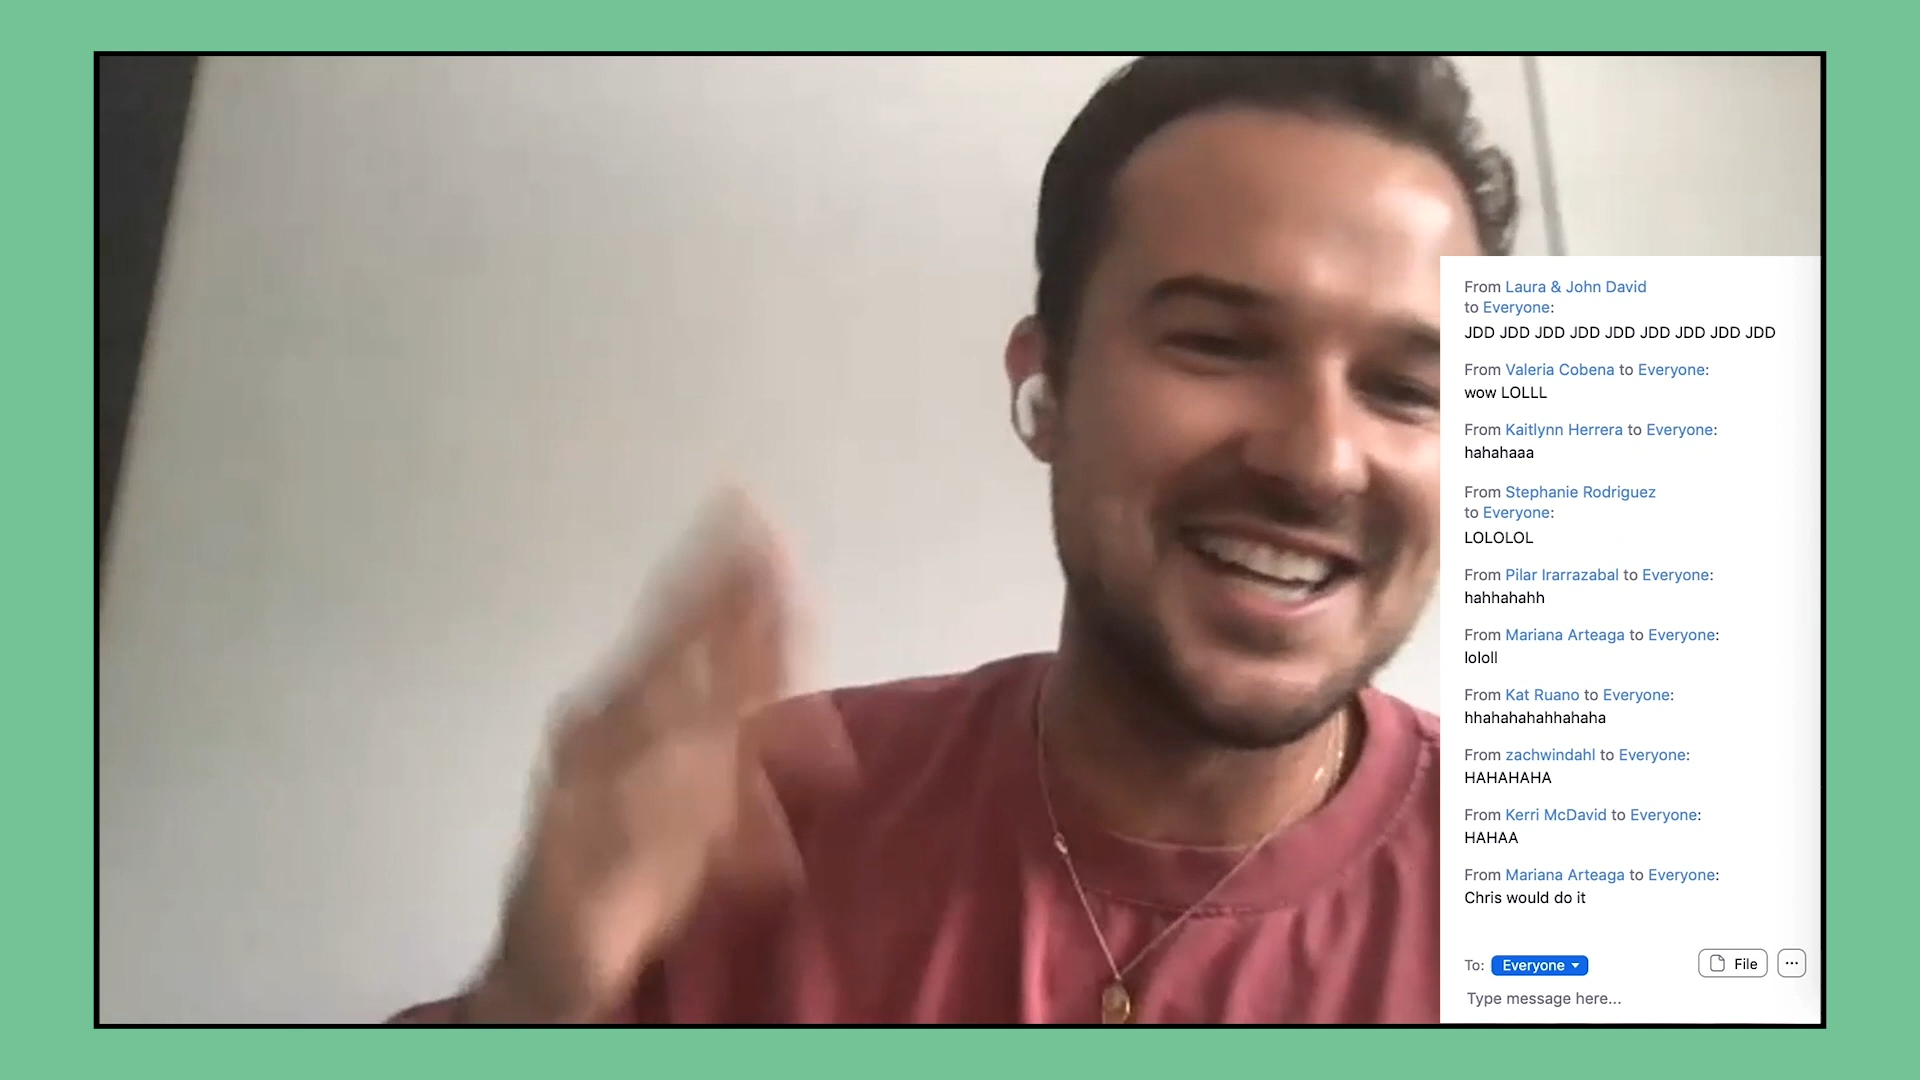 From Laura & John David
to Everyone:
JDD JDD JDD JDD JDD JDD JDD JDD JDD
From Valeria Cobena to Everyone:
wow LOLLL
From Kaitlynn Herrera to Everyone:
hahahaaa
From Stephanie Rodriguez
to Everyone:
LOLOLOL
From Pilar Irarrazabal to Everyone:
hahhahahh
From Mariana Arteaga to Everyone:
lololl
From Kat Ruano to Everyone:
hhahahahahhahaha
From zachwindahl to Everyone:
HAHAHAHA
From Kerri McDavid to Everyone:
HAHAA
From Mariana Arteaga to Everyone:
Chris would do it
To: Everyone File ...
Type message here...